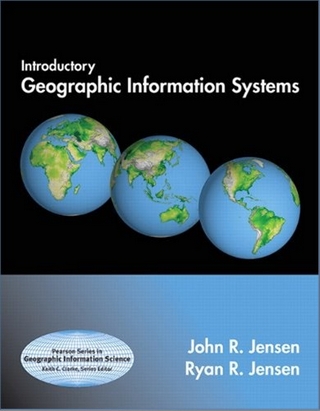 Introductory
Geographic Information Systems
Pearson Series in
Geographic Information Science
Keith C. Clarke, Series Editor
John R. Jensen
Ryan R. Jensen